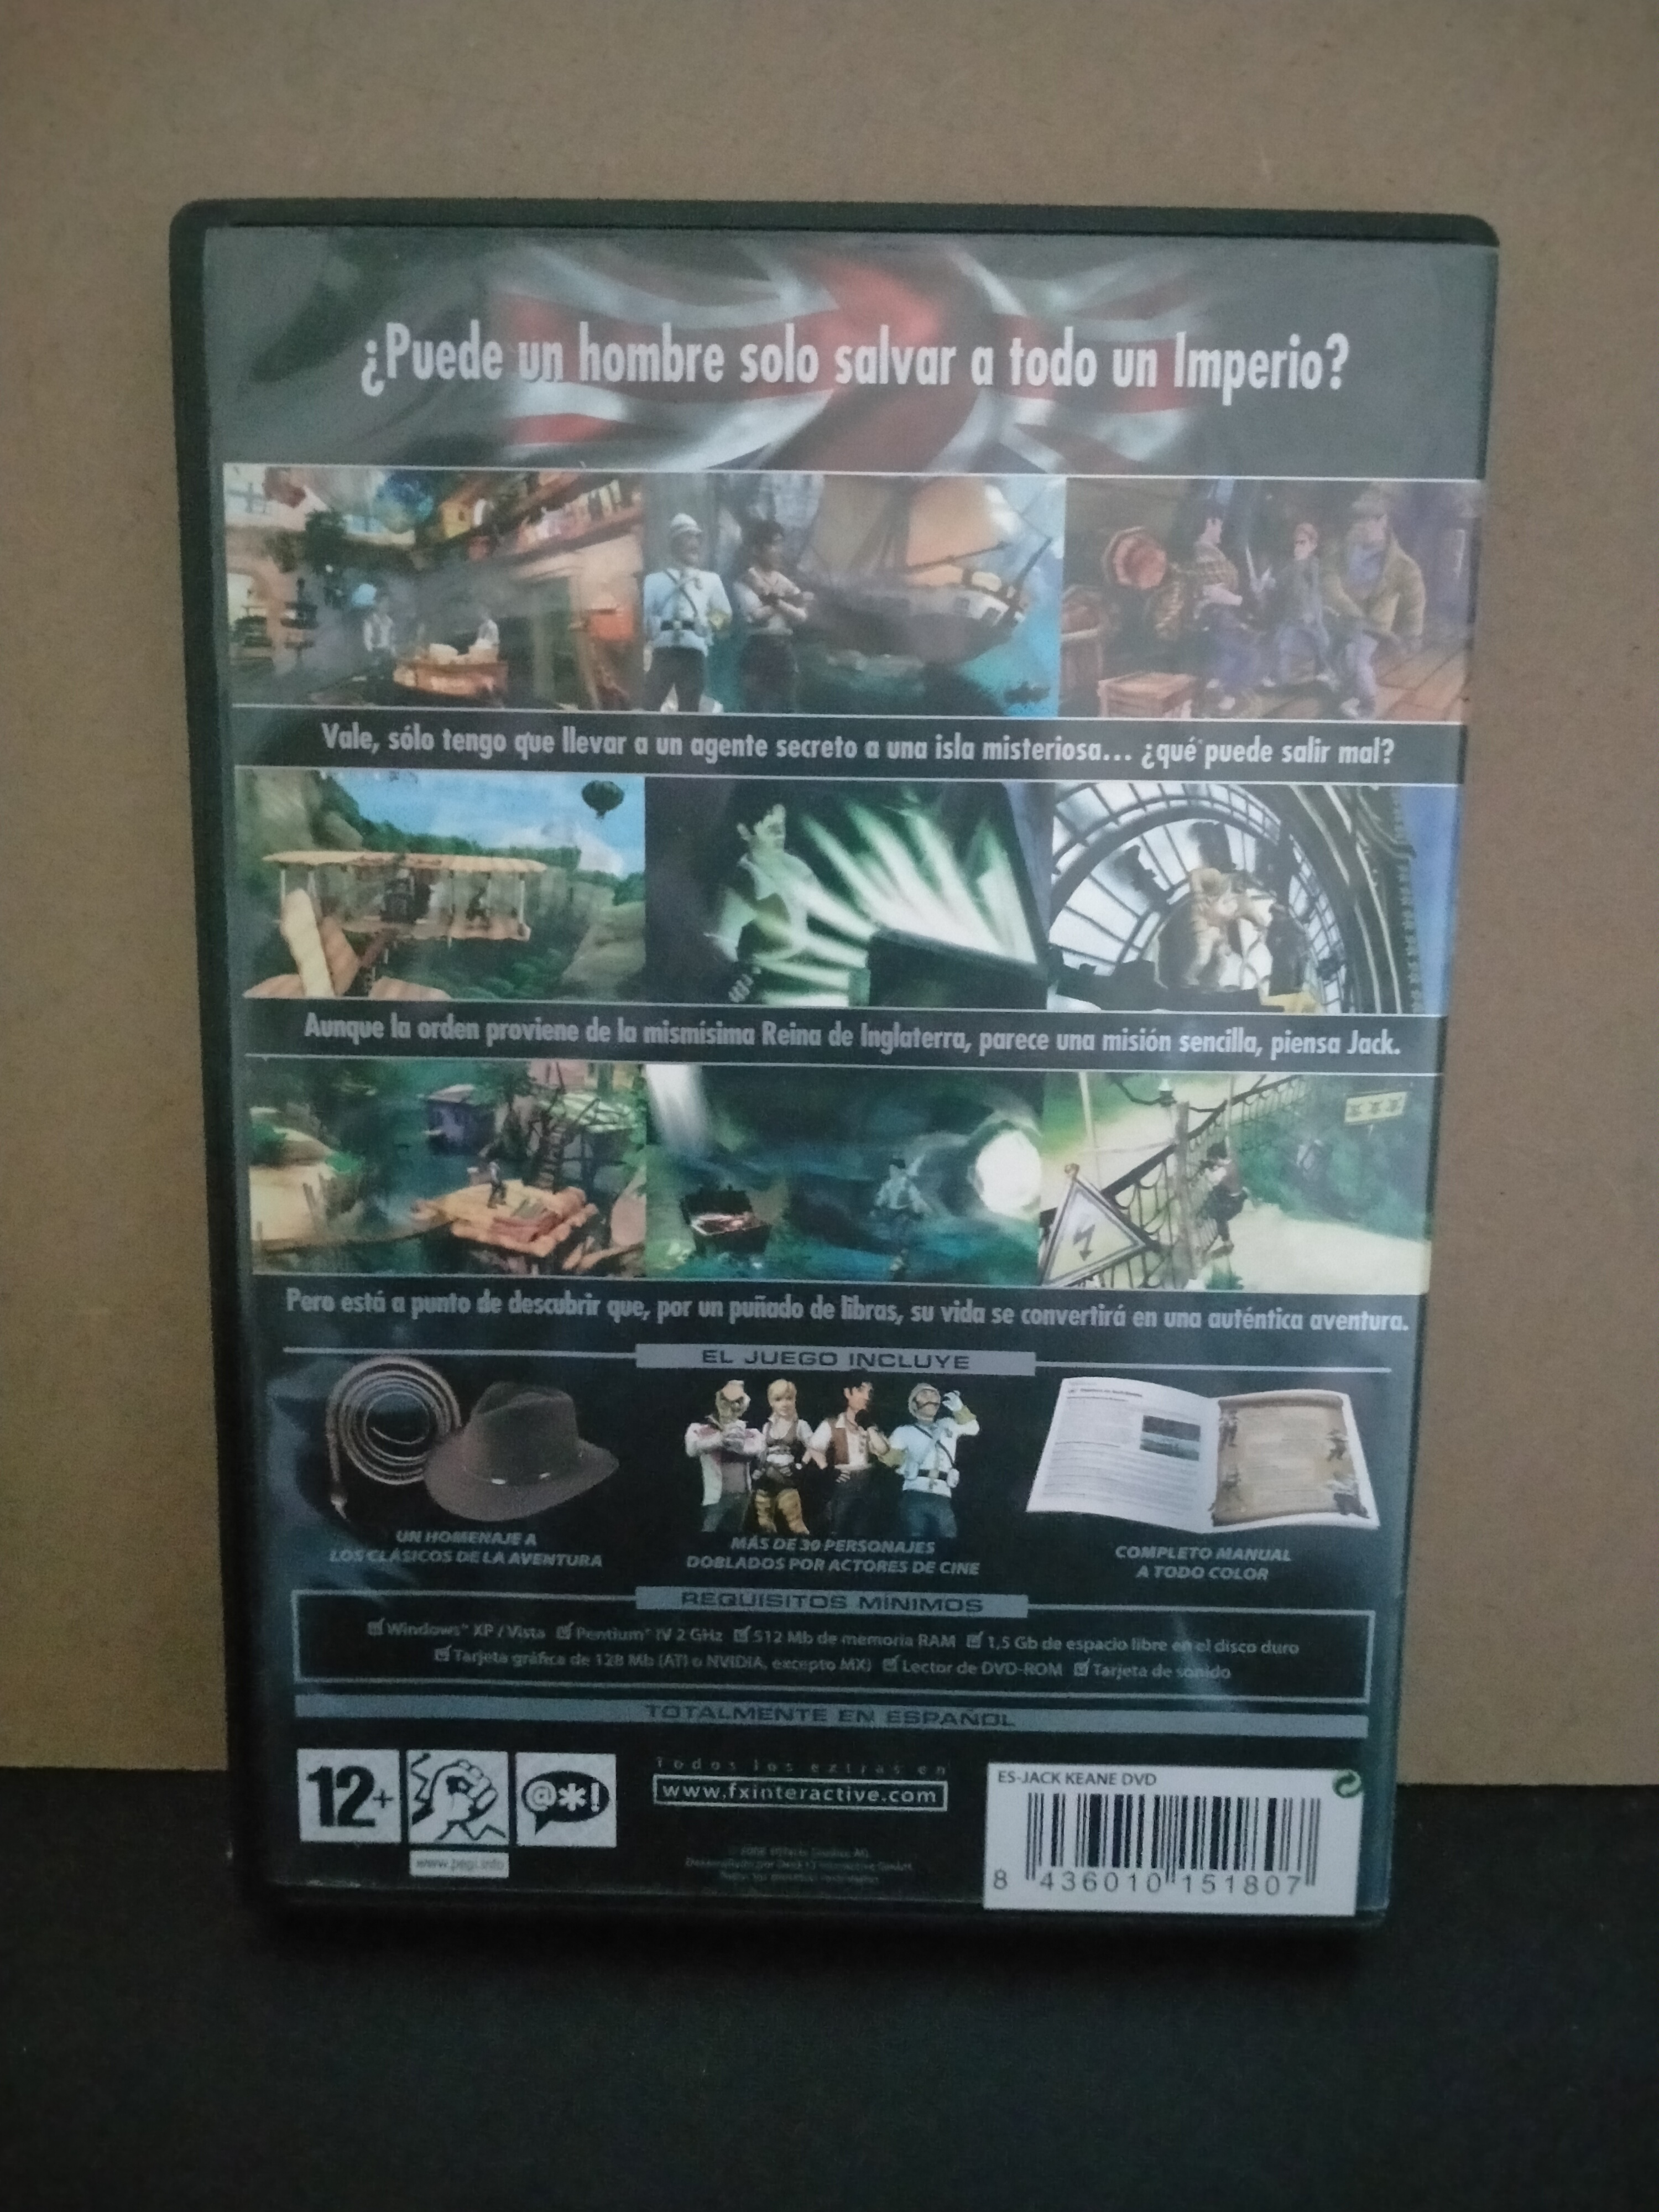 ¿Puede un hombre solo salvar a todo un Imperio?
Vale, sólo tengo que llevar a un agente secreto a una isla misteriosa... ¿qué puede salir mal?
Aunque la orden proviene de la mismísima Reina de Inglaterra, parece una misión sencilla, piensa Jack.
Pero está a punto de descubrir que, por un puñado de libras, su vida se convertirá en una auténtica aventura.
EL JUEGO INCLUYE
UN HOMENAJE A
LOS CLÁSICOS DE LA AVENTURA
MÁS DE 30 PERSONAJES
DOBLADOS POR ACTORES DE CINE
COMPLETO MANUAL
A TODO COLOR
REQUISITOS MÍNIMOS
Windows™ XP / Vista Pentium™ IV 2 GHz 512 Mb de memoria RAM 1,5 Gb de espacio libre en el disco duro
Tarjeta gráfica de 128 Mb (ATI o NVIDIA, excepto MX) Lector de DVD-ROM Tarjeta de sonido
TOTALMENTE EN ESPAÑOL
12+
@*!
www.pegi.info
Todos los extras en
www.fxinteractive.com
ES-JACK KEANE DVD
8 436010 151807